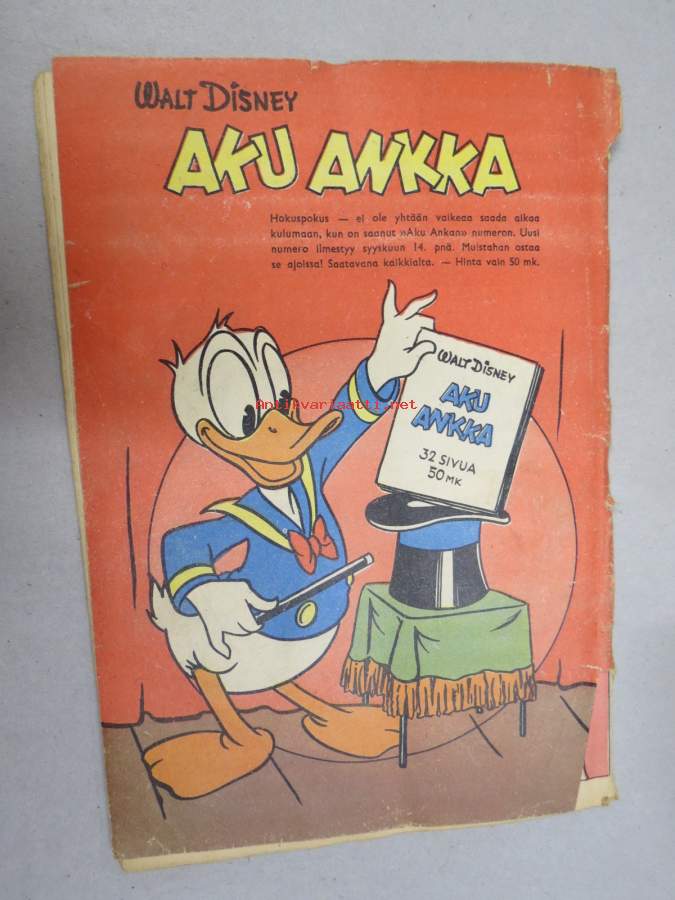 WALT DISNEY
AKU ANKKA
Hokuspokus — ei ole yhtään vaikeaa saada aikaa
kulumaan, kun on saanut »Aku Ankan» numeron. Uusi
numero ilmestyy syyskuun 14. pnä. Muistahan ostaa
se ajoissa! Saatavana kaikkialta. — Hinta vain 50 mk.
WALT DISNEY
AKU
ANKKA
32 SIVUA
50 MK
Antikvariaatti.net